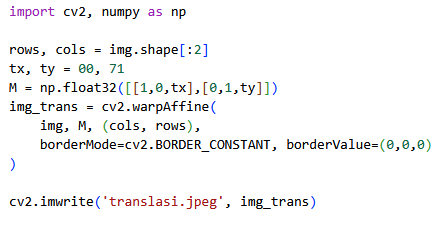 import cv2, numpy as np
rows, cols = img.shape[:2]
tx, ty = 00, 71
M = np.float32([[1,0,tx],[0,1,ty]])
img_trans = cv2.warpAffine(
    img, M, (cols, rows),
    borderMode=cv2.BORDER_CONSTANT, borderValue=(0,0,0)
)
cv2.imwrite('translasi.jpeg', img_trans)